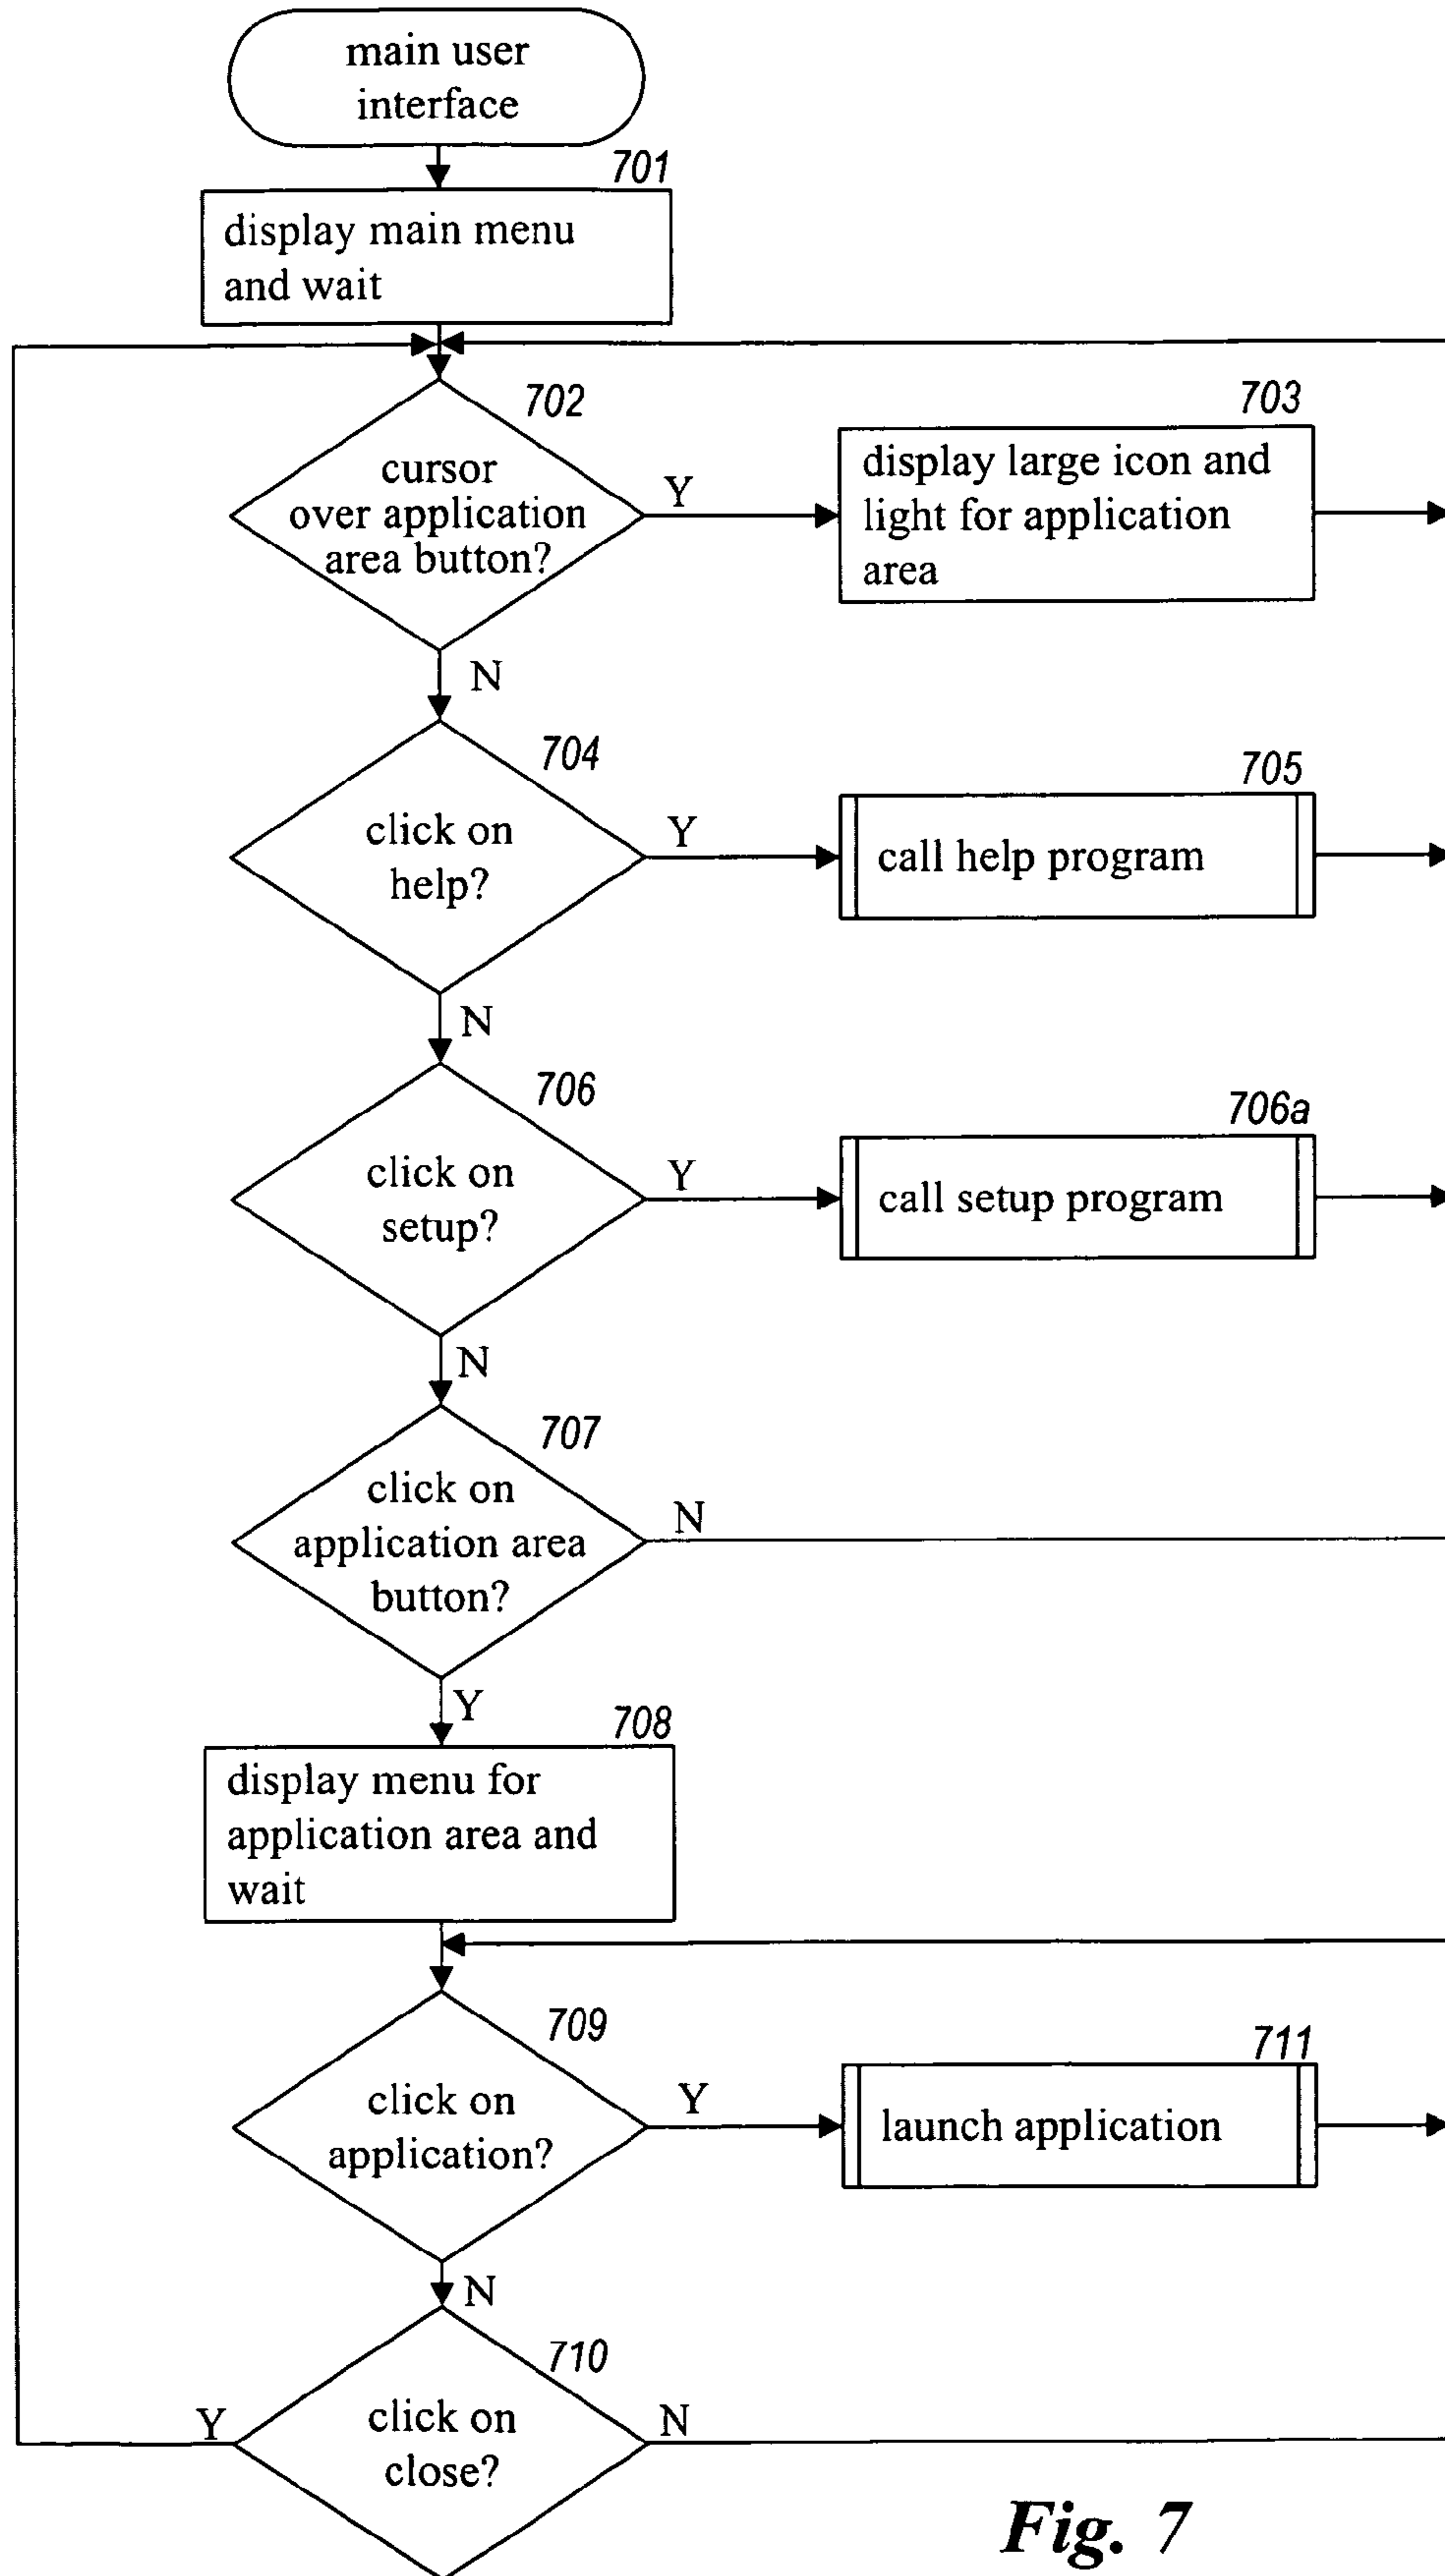 main user
interface
701
display main menu
and wait
702
cursor
over application
area button?
Y
703
display large icon and
light for application
area
N
704
click on
help?
Y
705
call help program
N
706
click on
setup?
Y
706a
call setup program
N
707
click on
application area
button?
N
Y
708
display menu for
application area and
wait
709
click on
application?
Y
711
launch application
N
710
click on
close?
Y
N
Fig. 7